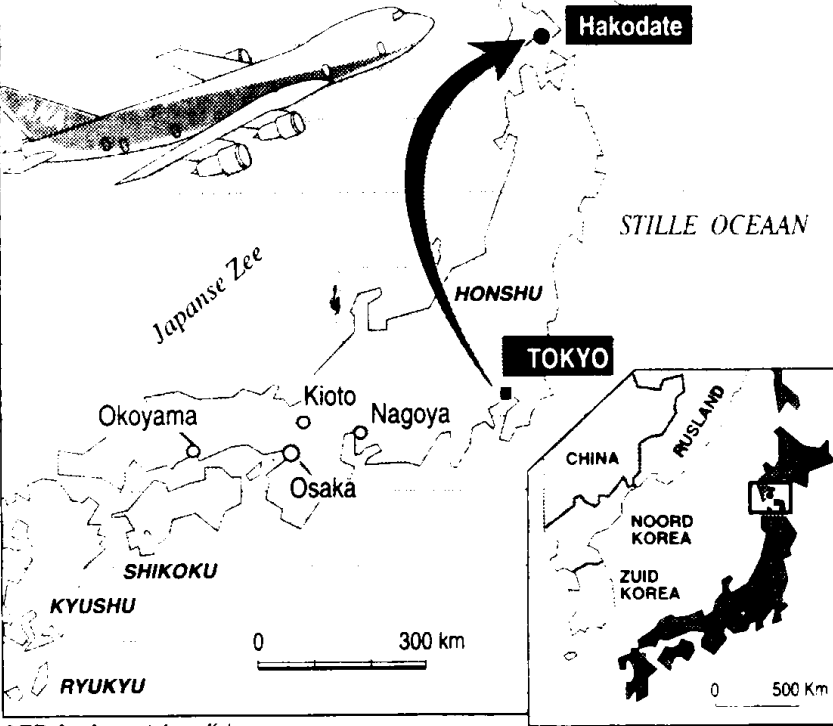 Hakodate
STILLE OCEAAN
Japanse Zee
HONSHU
TOKYO
Kioto
Okoyama
Nagoya
Osaka
SHIKOKU
KYUSHU
RYUKYU
0 300 km
CHINA
RUSLAND
NOORD
KOREA
ZUID
KOREA
0 500 Km